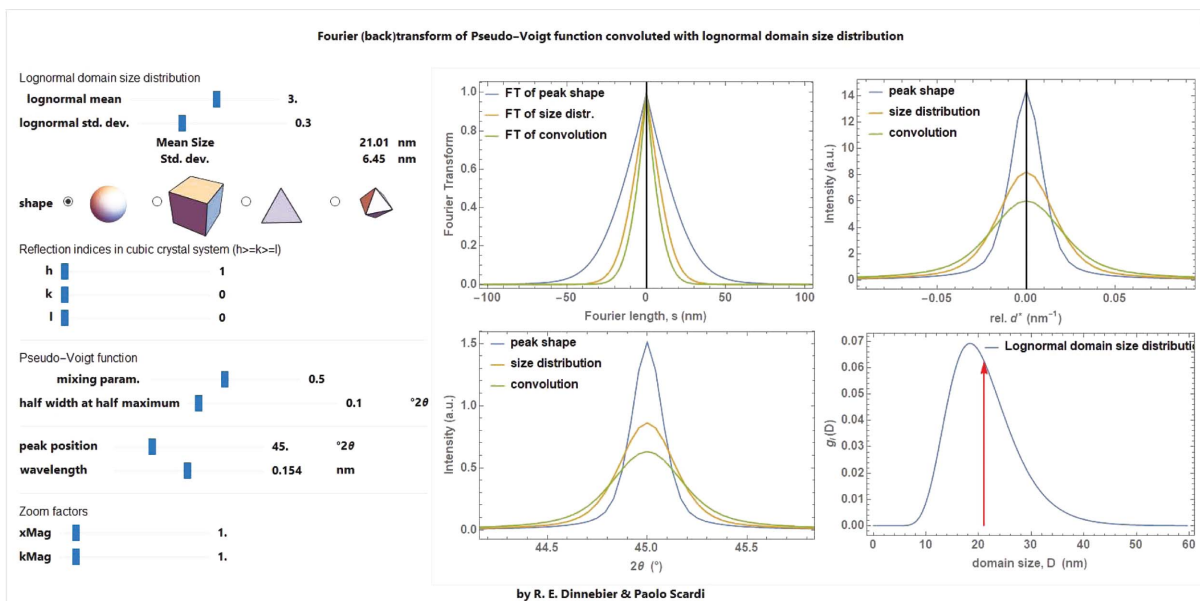 Fourier (back)transform of Pseudo-Voigt function convoluted with lognormal domain size distribution
Lognormal domain size distribution
lognormal mean 3.
lognormal std. dev. 0.3
Mean Size 21.01 nm
Std. dev. 6.45 nm
shape
Reflection indices in cubic crystal system (h>=k>=l)
h 1
k 0
l 0
Pseudo-Voigt function
mixing param. 0.5
half width at half maximum 0.1 °2θ
peak position 45. °2θ
wavelength 0.154 nm
Zoom factors
xMag 1.
kMag 1.
FT of peak shape
FT of size distr.
FT of convolution
Fourier Transform
1.0
0.8
0.6
0.4
0.2
0.0
-100 -50 0 50 100
Fourier length, s (nm)
peak shape
size distribution
convolution
Intensity (a.u.)
14
12
10
8
6
4
2
0
-0.05 0.00 0.05
rel. d* (nm⁻¹)
peak shape
size distribution
convolution
Intensity (a.u.)
1.5
1.0
0.5
0.0
44.5 45.0 45.5
2θ (°)
Lognormal domain size distributi
gₗ(D)
0.07
0.06
0.05
0.04
0.03
0.02
0.01
0.00
0 10 20 30 40 50 60
domain size, D (nm)
by R. E. Dinnebier & Paolo Scardi